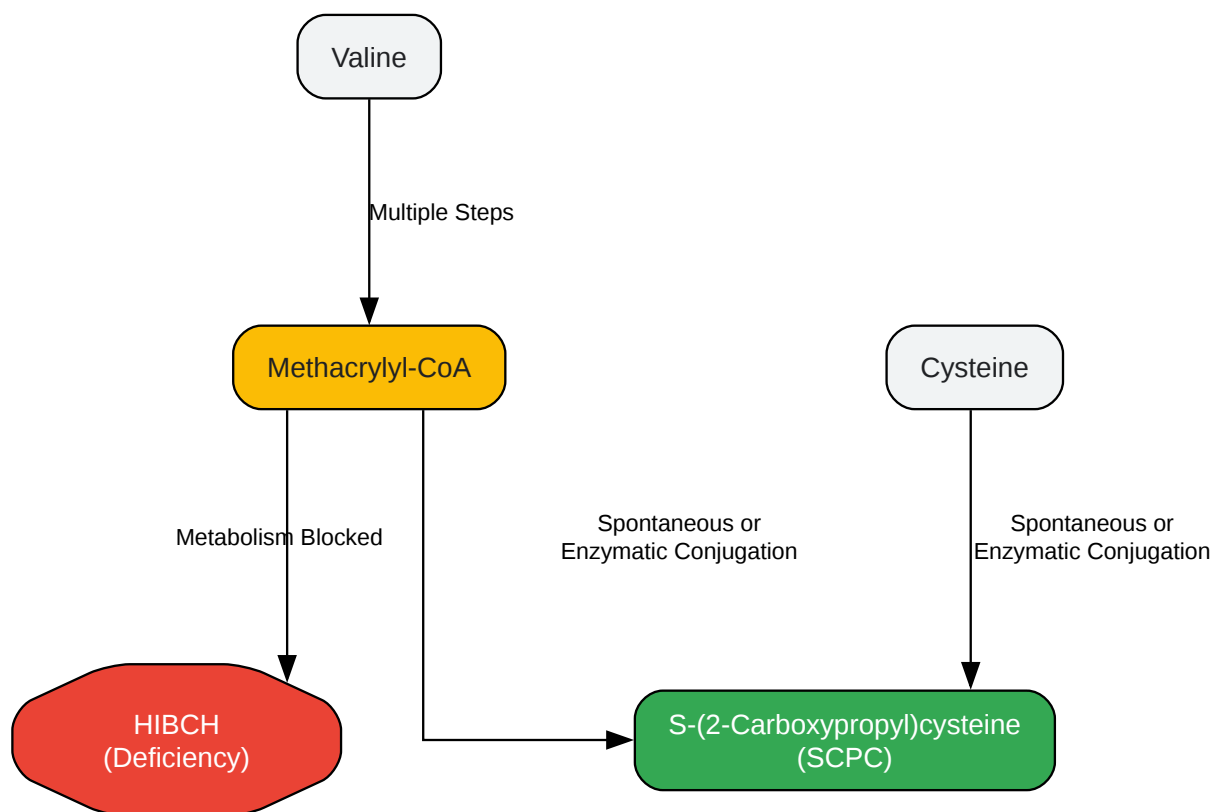 Valine
Multiple Steps
Methacrylyl-CoA
Cysteine
Metabolism Blocked
Spontaneous or
Enzymatic Conjugation
Spontaneous or
Enzymatic Conjugation
HIBCH
(Deficiency)
S-(2-Carboxypropyl)cysteine
(SCPC)